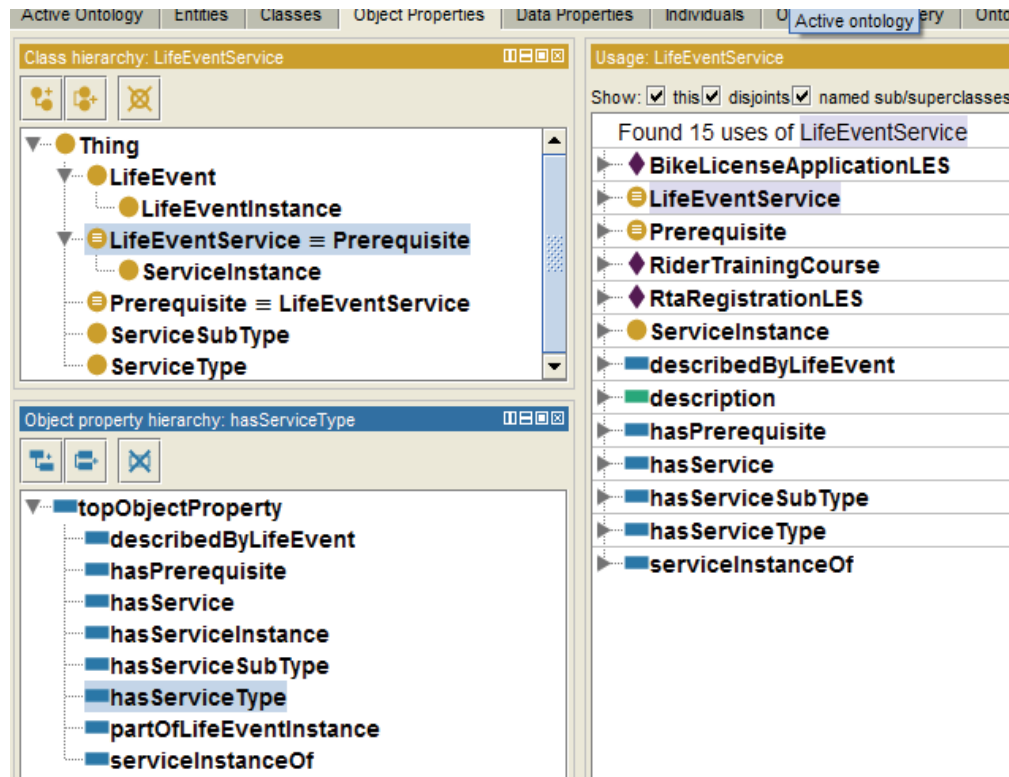 Active Ontology Entities Classes Object Properties Data Properties Individuals
Active ontology
Class hierarchy: LifeEventService
Thing
LifeEvent
LifeEventInstance
LifeEventService ≡ Prerequisite
ServiceInstance
Prerequisite ≡ LifeEventService
ServiceSubType
ServiceType
Object property hierarchy: hasServiceType
topObjectProperty
describedByLifeEvent
hasPrerequisite
hasService
hasServiceInstance
hasServiceSubType
hasServiceType
partOfLifeEventInstance
serviceInstanceOf
Usage: LifeEventService
Show: this disjoints named sub/superclasses
Found 15 uses of LifeEventService
BikeLicenseApplicationLES
LifeEventService
Prerequisite
RiderTrainingCourse
RtaRegistrationLES
ServiceInstance
describedByLifeEvent
description
hasPrerequisite
hasService
hasServiceSubType
hasServiceType
serviceInstanceOf